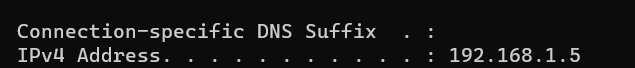 Connection-specific DNS Suffix  . :
IPv4 Address. . . . . . . . . . . : 192.168.1.5